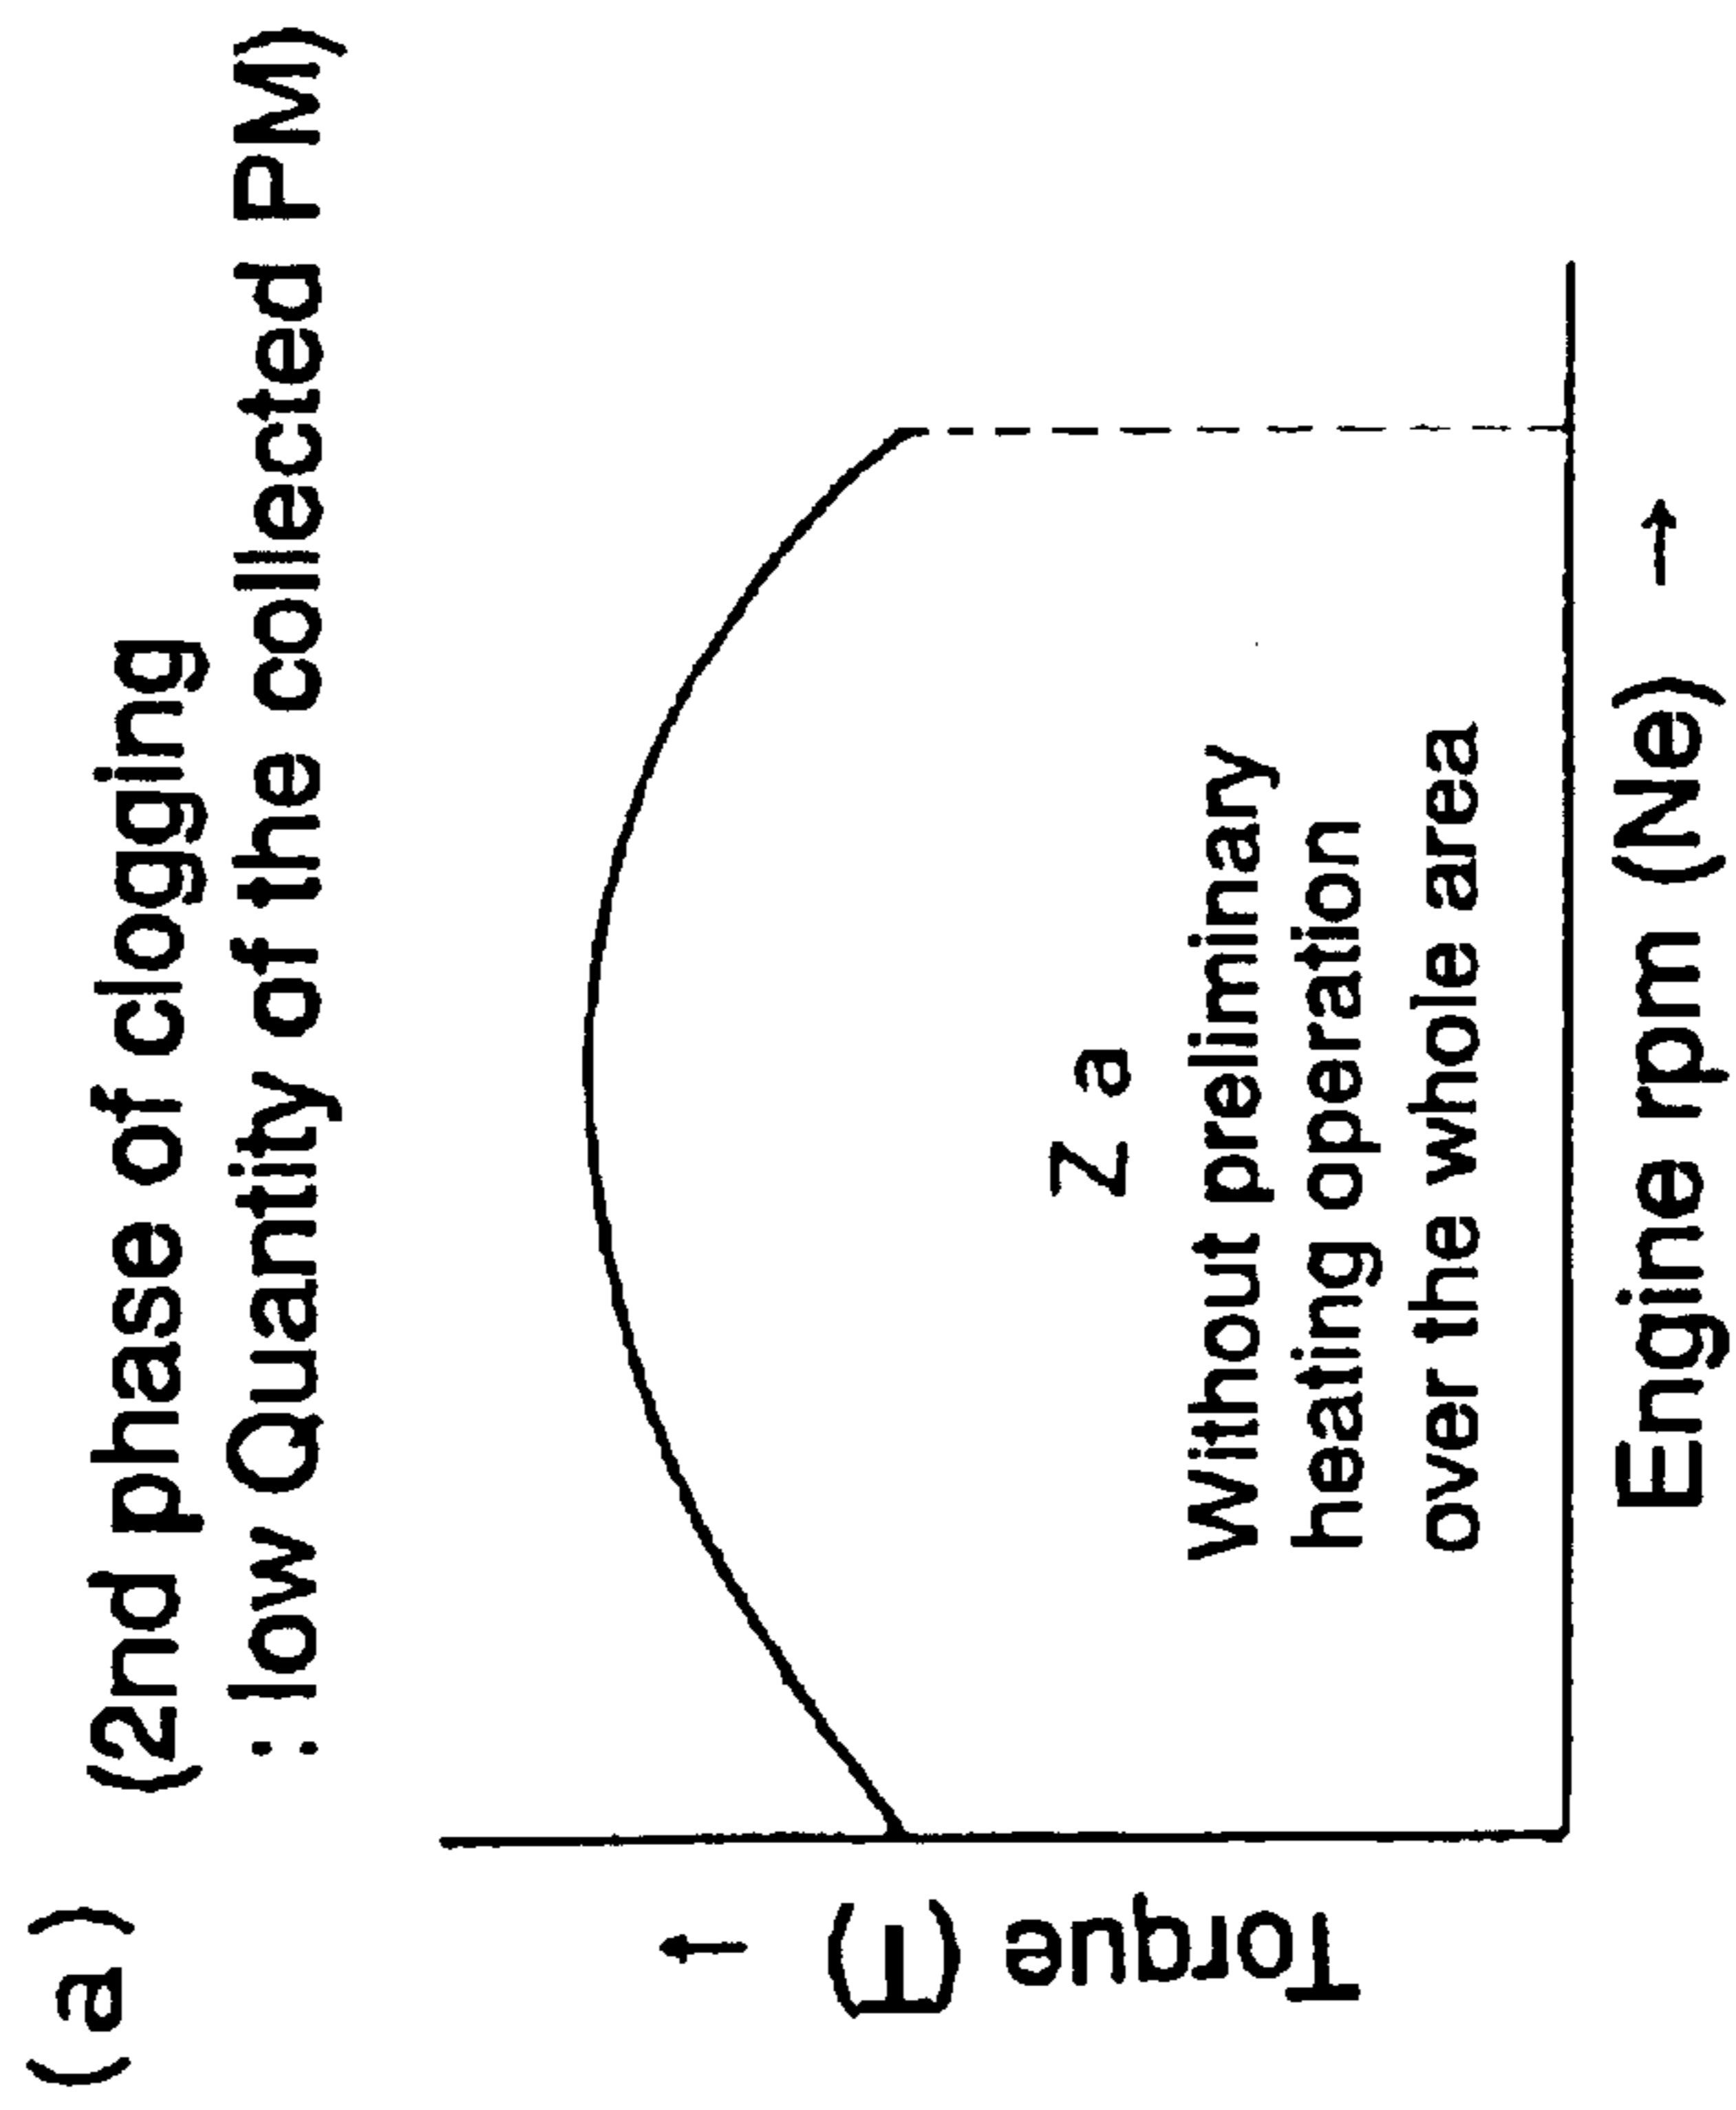 (a) (2nd phase of clogging
: low Quantity of the collected PM)
Torque (T) →
Z a
Without preliminary
heating operation
over the whole area
Engine rpm (Ne) →